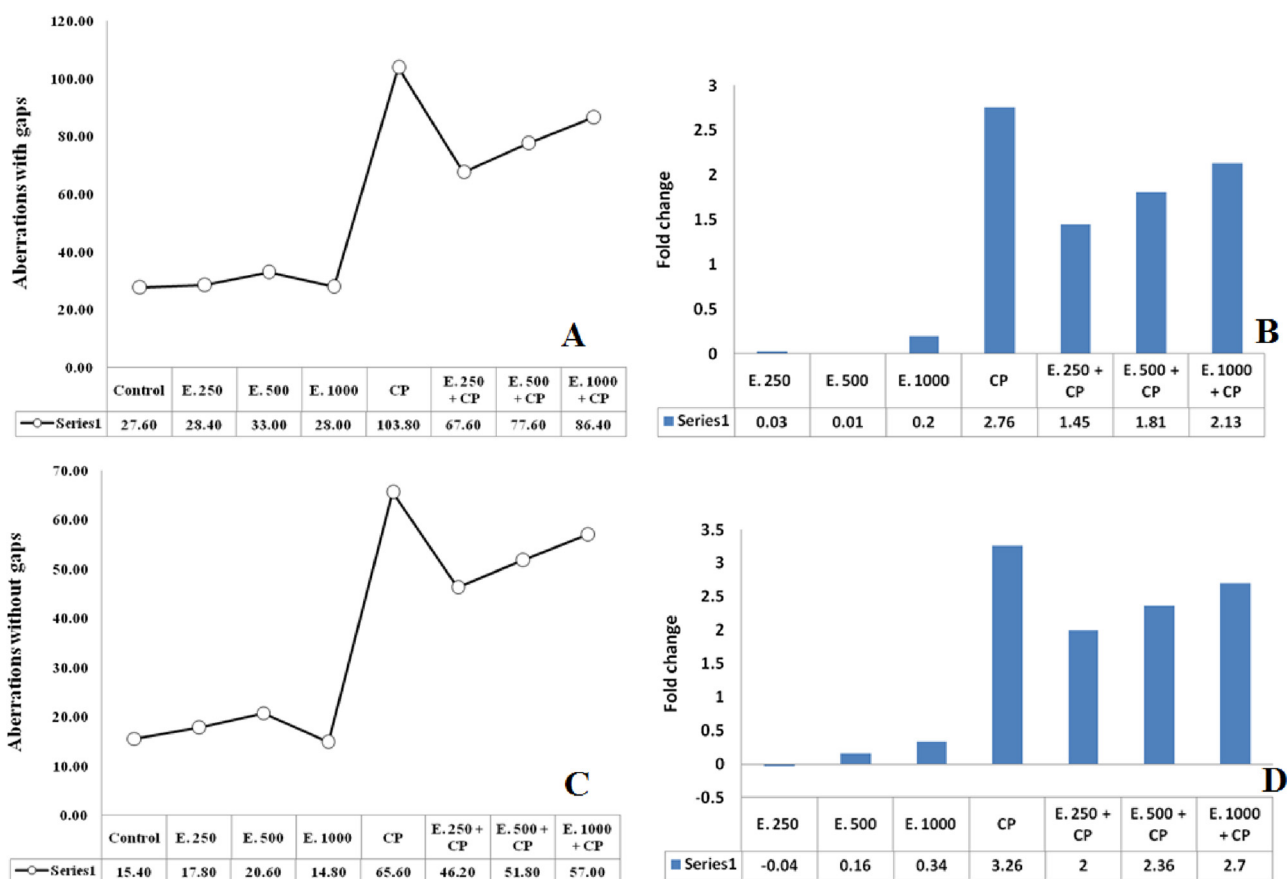 120.00
100.00
80.00
60.00
40.00
20.00
0.00
Aberrations with gaps
A
Control E. 250 E. 500 E. 1000 CP E. 250 + CP E. 500 + CP E. 1000 + CP
Series1 27.60 28.40 33.00 28.00 103.80 67.60 77.60 86.40
3
2.5
2
1.5
1
0.5
0
Fold change
B
E. 250 E. 500 E. 1000 CP E. 250 + CP E. 500 + CP E. 1000 + CP
Series1 0.03 0.01 0.2 2.76 1.45 1.81 2.13
70.00
60.00
50.00
40.00
30.00
20.00
10.00
0.00
Aberrations without gaps
C
Control E. 250 E. 500 E. 1000 CP E. 250 + CP E. 500 + CP E. 1000 + CP
Series1 15.40 17.80 20.60 14.80 65.60 46.20 51.80 57.00
3.5
3
2.5
2
1.5
1
0.5
0
-0.5
Fold change
D
E. 250 E. 500 E. 1000 CP E. 250 + CP E. 500 + CP E. 1000 + CP
Series1 -0.04 0.16 0.34 3.26 2 2.36 2.7